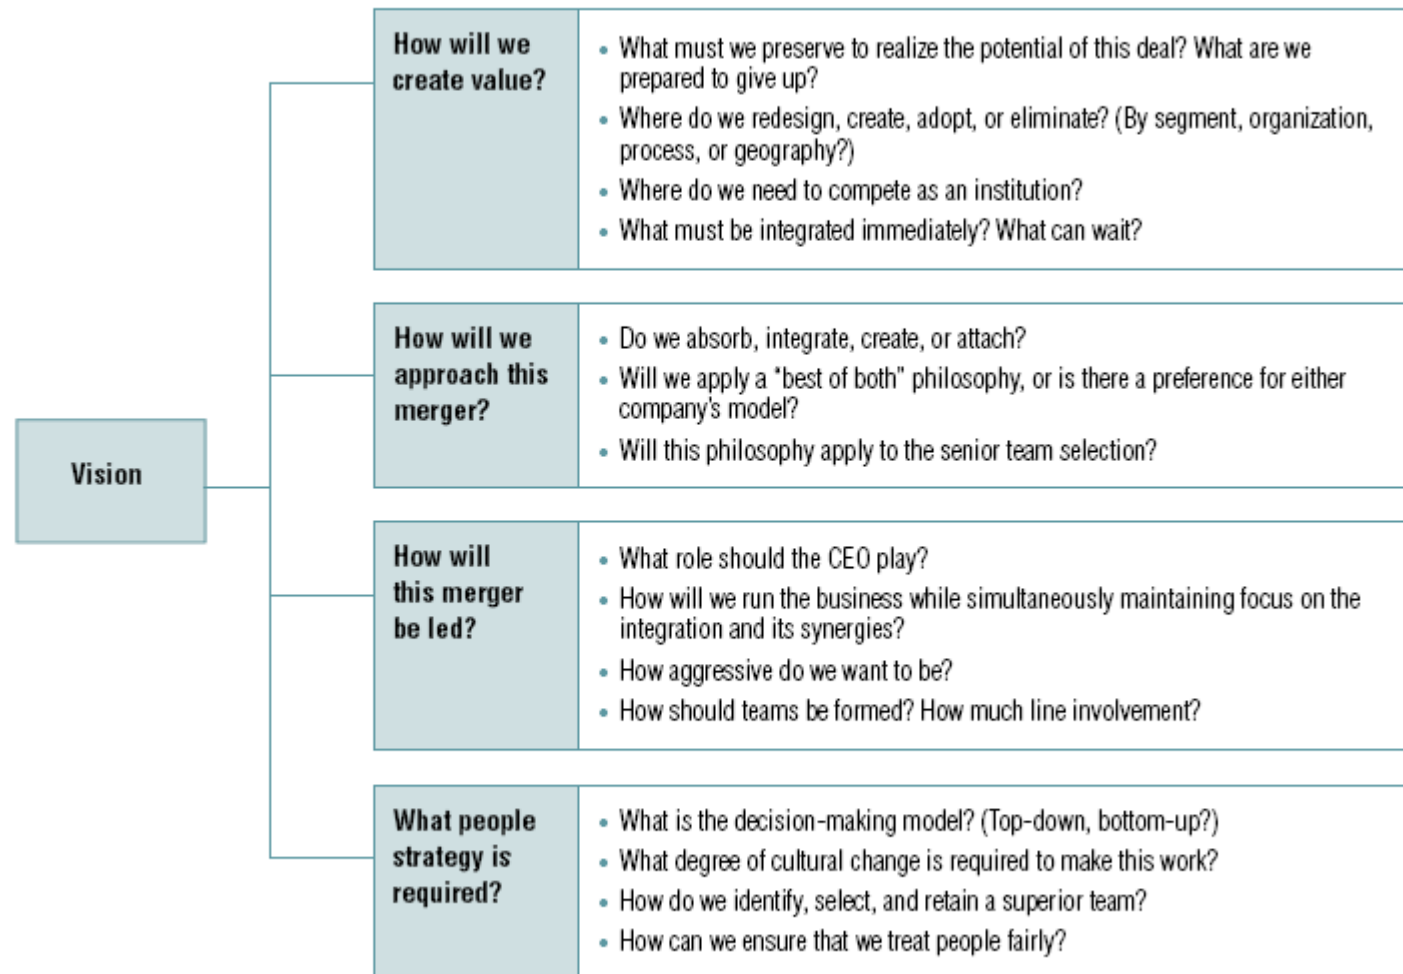 How will we
create value?
• What must we preserve to realize the potential of this deal? What are we
prepared to give up?
• Where do we redesign, create, adopt, or eliminate? (By segment, organization,
process, or geography?)
• Where do we need to compete as an institution?
• What must be integrated immediately? What can wait?
How will we
approach this
merger?
• Do we absorb, integrate, create, or attach?
• Will we apply a “best of both” philosophy, or is there a preference for either
company's model?
• Will this philosophy apply to the senior team selection?
Vision
How will
this merger
be led?
• What role should the CEO play?
• How will we run the business while simultaneously maintaining focus on the
integration and its synergies?
• How aggressive do we want to be?
• How should teams be formed? How much line involvement?
What people
strategy is
required?
• What is the decision-making model? (Top-down, bottom-up?)
• What degree of cultural change is required to make this work?
• How do we identify, select, and retain a superior team?
• How can we ensure that we treat people fairly?